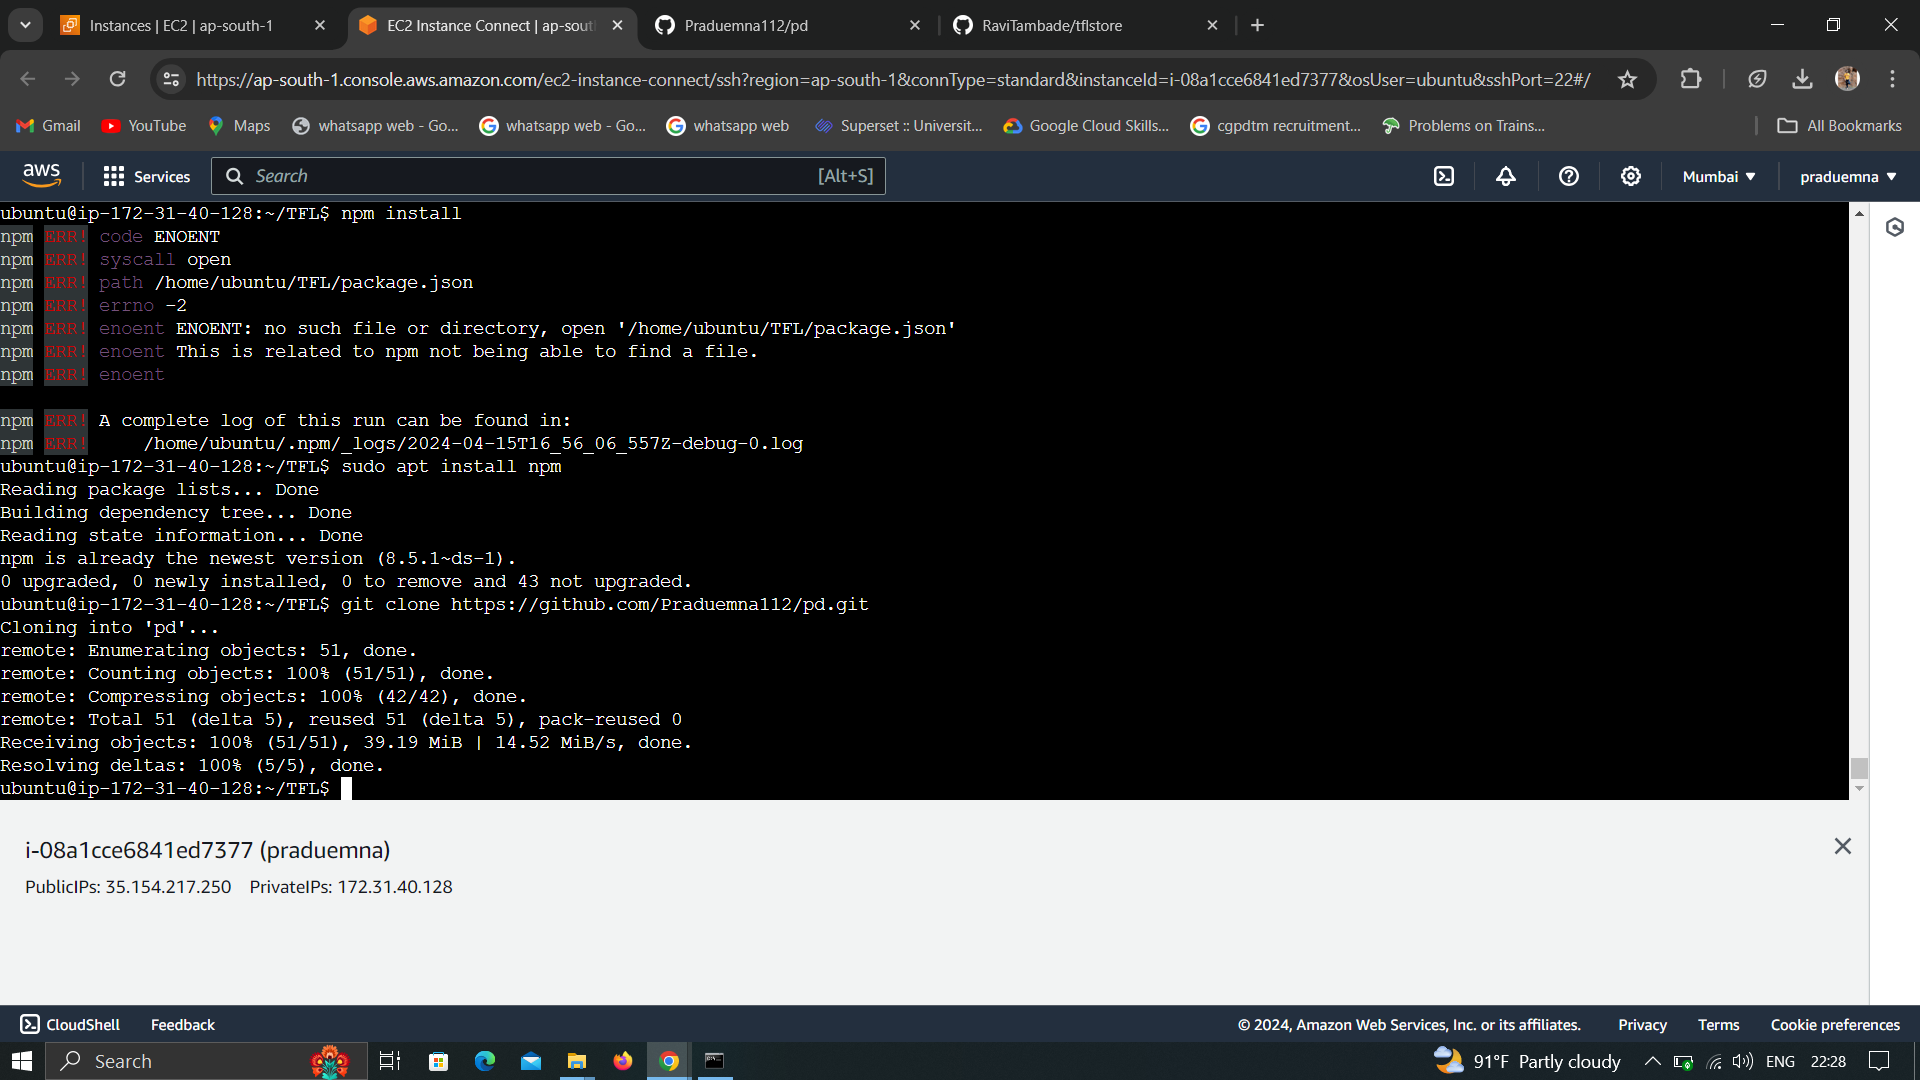 Instances | EC2 | ap-south-1
EC2 Instance Connect | ap-sout
Praduemna112/pd
RaviTambade/tflstore
https://ap-south-1.console.aws.amazon.com/ec2-instance-connect/ssh?region=ap-south-1&connType=standard&instanceId=i-08a1cce6841ed7377&osUser=ubuntu&sshPort=22#/
Gmail
YouTube
Maps
whatsapp web - Go...
whatsapp web - Go...
whatsapp web
Superset :: Universit...
Google Cloud Skills...
cgpdtm recruitment...
Problems on Trains...
All Bookmarks
aws
Services
Search
[Alt+S]
Mumbai
praduemna
ubuntu@ip-172-31-40-128:~/TFL$ npm install
npm ERR! code ENOENT
npm ERR! syscall open
npm ERR! path /home/ubuntu/TFL/package.json
npm ERR! errno -2
npm ERR! enoent ENOENT: no such file or directory, open '/home/ubuntu/TFL/package.json'
npm ERR! enoent This is related to npm not being able to find a file.
npm ERR! enoent
npm ERR! A complete log of this run can be found in:
npm ERR!     /home/ubuntu/.npm/_logs/2024-04-15T16_56_06_557Z-debug-0.log
ubuntu@ip-172-31-40-128:~/TFL$ sudo apt install npm
Reading package lists... Done
Building dependency tree... Done
Reading state information... Done
npm is already the newest version (8.5.1~ds-1).
0 upgraded, 0 newly installed, 0 to remove and 43 not upgraded.
ubuntu@ip-172-31-40-128:~/TFL$ git clone https://github.com/Praduemna112/pd.git
Cloning into 'pd'...
remote: Enumerating objects: 51, done.
remote: Counting objects: 100% (51/51), done.
remote: Compressing objects: 100% (42/42), done.
remote: Total 51 (delta 5), reused 51 (delta 5), pack-reused 0
Receiving objects: 100% (51/51), 39.19 MiB | 14.52 MiB/s, done.
Resolving deltas: 100% (5/5), done.
ubuntu@ip-172-31-40-128:~/TFL$
i-08a1cce6841ed7377 (praduemna)
PublicIPs: 35.154.217.250    PrivateIPs: 172.31.40.128
CloudShell
Feedback
© 2024, Amazon Web Services, Inc. or its affiliates.
Privacy
Terms
Cookie preferences
Search
91°F Partly cloudy
ENG
22:28